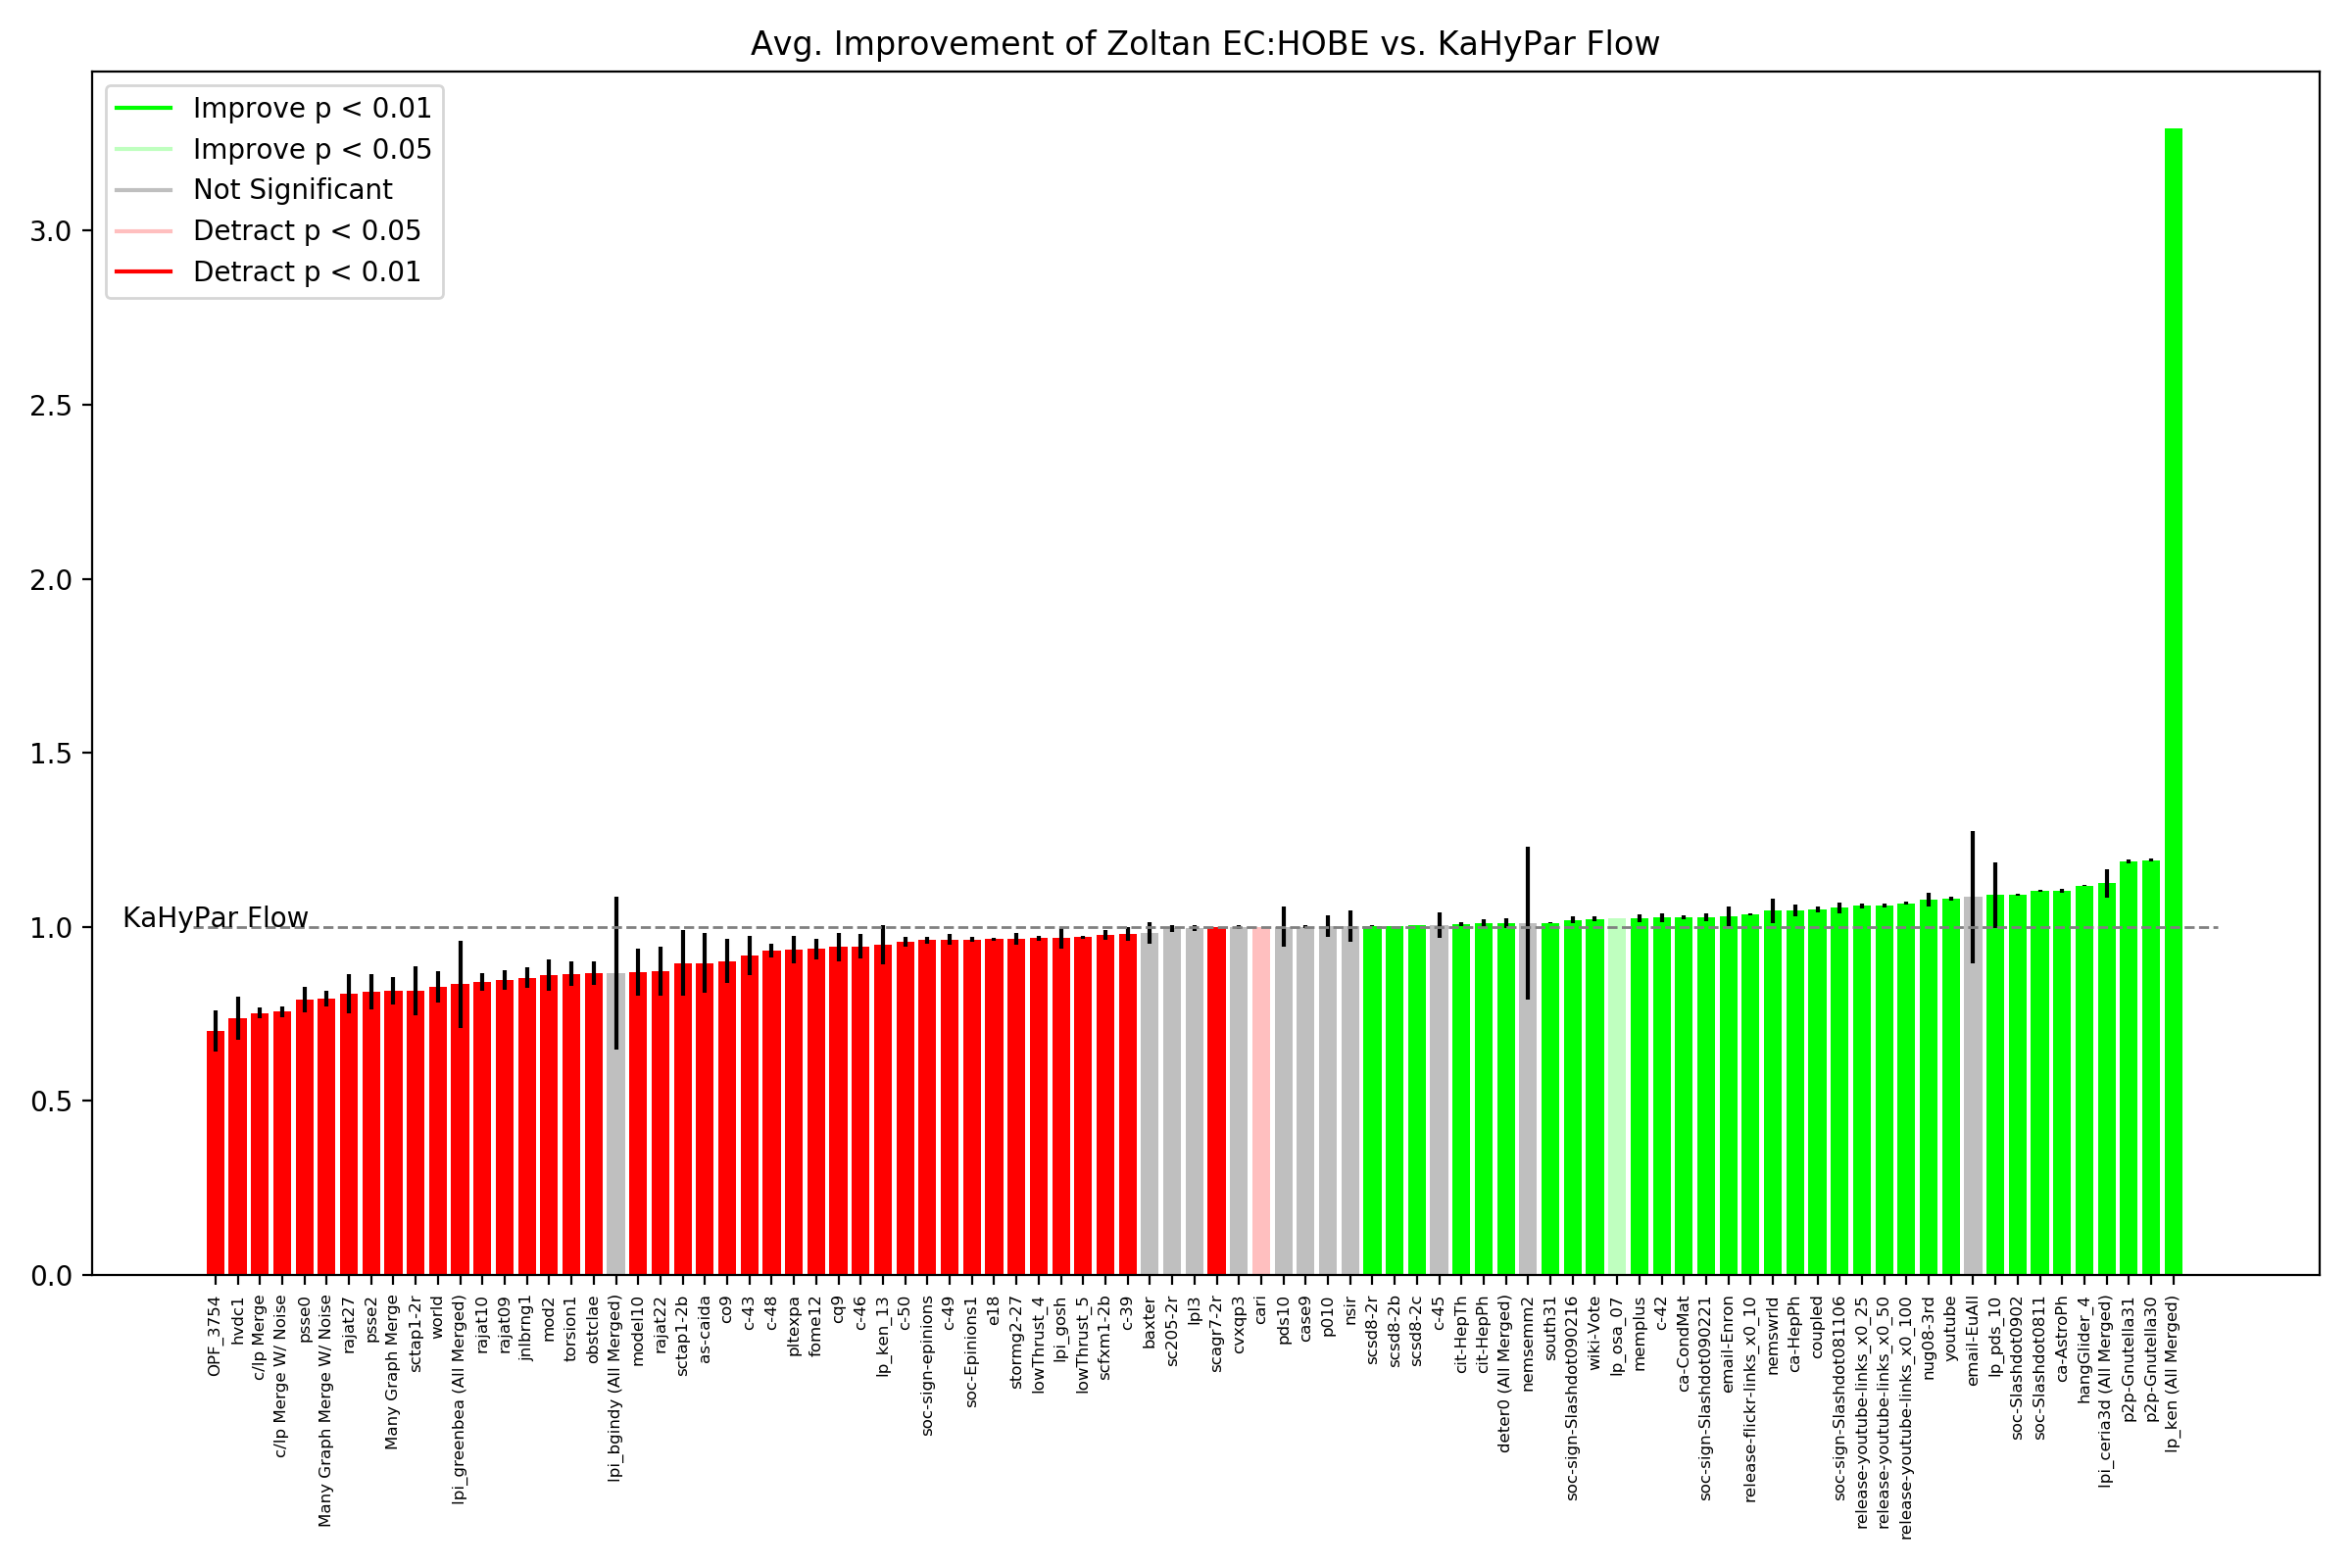 Avg. Improvement of Zoltan EC:HOBE vs. KaHyPar Flow
Improve p < 0.01
Improve p < 0.05
Not Significant
Detract p < 0.05
Detract p < 0.01
3.0
2.5
2.0
1.5
1.0
0.5
0.0
KaHyPar Flow
OPF_3754
hvdc1
c/lp Merge
c/lp Merge W/ Noise
psse0
Many Graph Merge W/ Noise
rajat27
psse2
Many Graph Merge
sctap1-2r
world
lpi_greenbea (All Merged)
rajat10
rajat09
jnlbrng1
mod2
torsion1
obstclae
lpi_bgindy (All Merged)
model10
rajat22
sctap1-2b
as-caida
co9
c-43
c-48
pltexpa
fome12
cq9
c-46
lp_ken_13
c-50
soc-sign-epinions
c-49
soc-Epinions1
e18
stormg2-27
lowThrust_4
lpi_gosh
lowThrust_5
scfxm1-2b
c-39
baxter
sc205-2r
lpl3
scagr7-2r
cvxqp3
cari
pds10
case9
p010
nsir
scsd8-2r
scsd8-2b
scsd8-2c
c-45
cit-HepTh
cit-HepPh
deter0 (All Merged)
nemsemm2
south31
soc-sign-Slashdot090216
wiki-Vote
lp_osa_07
memplus
c-42
ca-CondMat
soc-sign-Slashdot090221
email-Enron
release-flickr-links_x0_10
nemswrld
ca-HepPh
coupled
soc-sign-Slashdot081106
release-youtube-links_x0_25
release-youtube-links_x0_50
release-youtube-links_x0_100
nug08-3rd
youtube
email-EuAll
lp_pds_10
soc-Slashdot0902
soc-Slashdot0811
ca-AstroPh
hangGlider_4
lpi_ceria3d (All Merged)
p2p-Gnutella31
p2p-Gnutella30
lp_ken (All Merged)